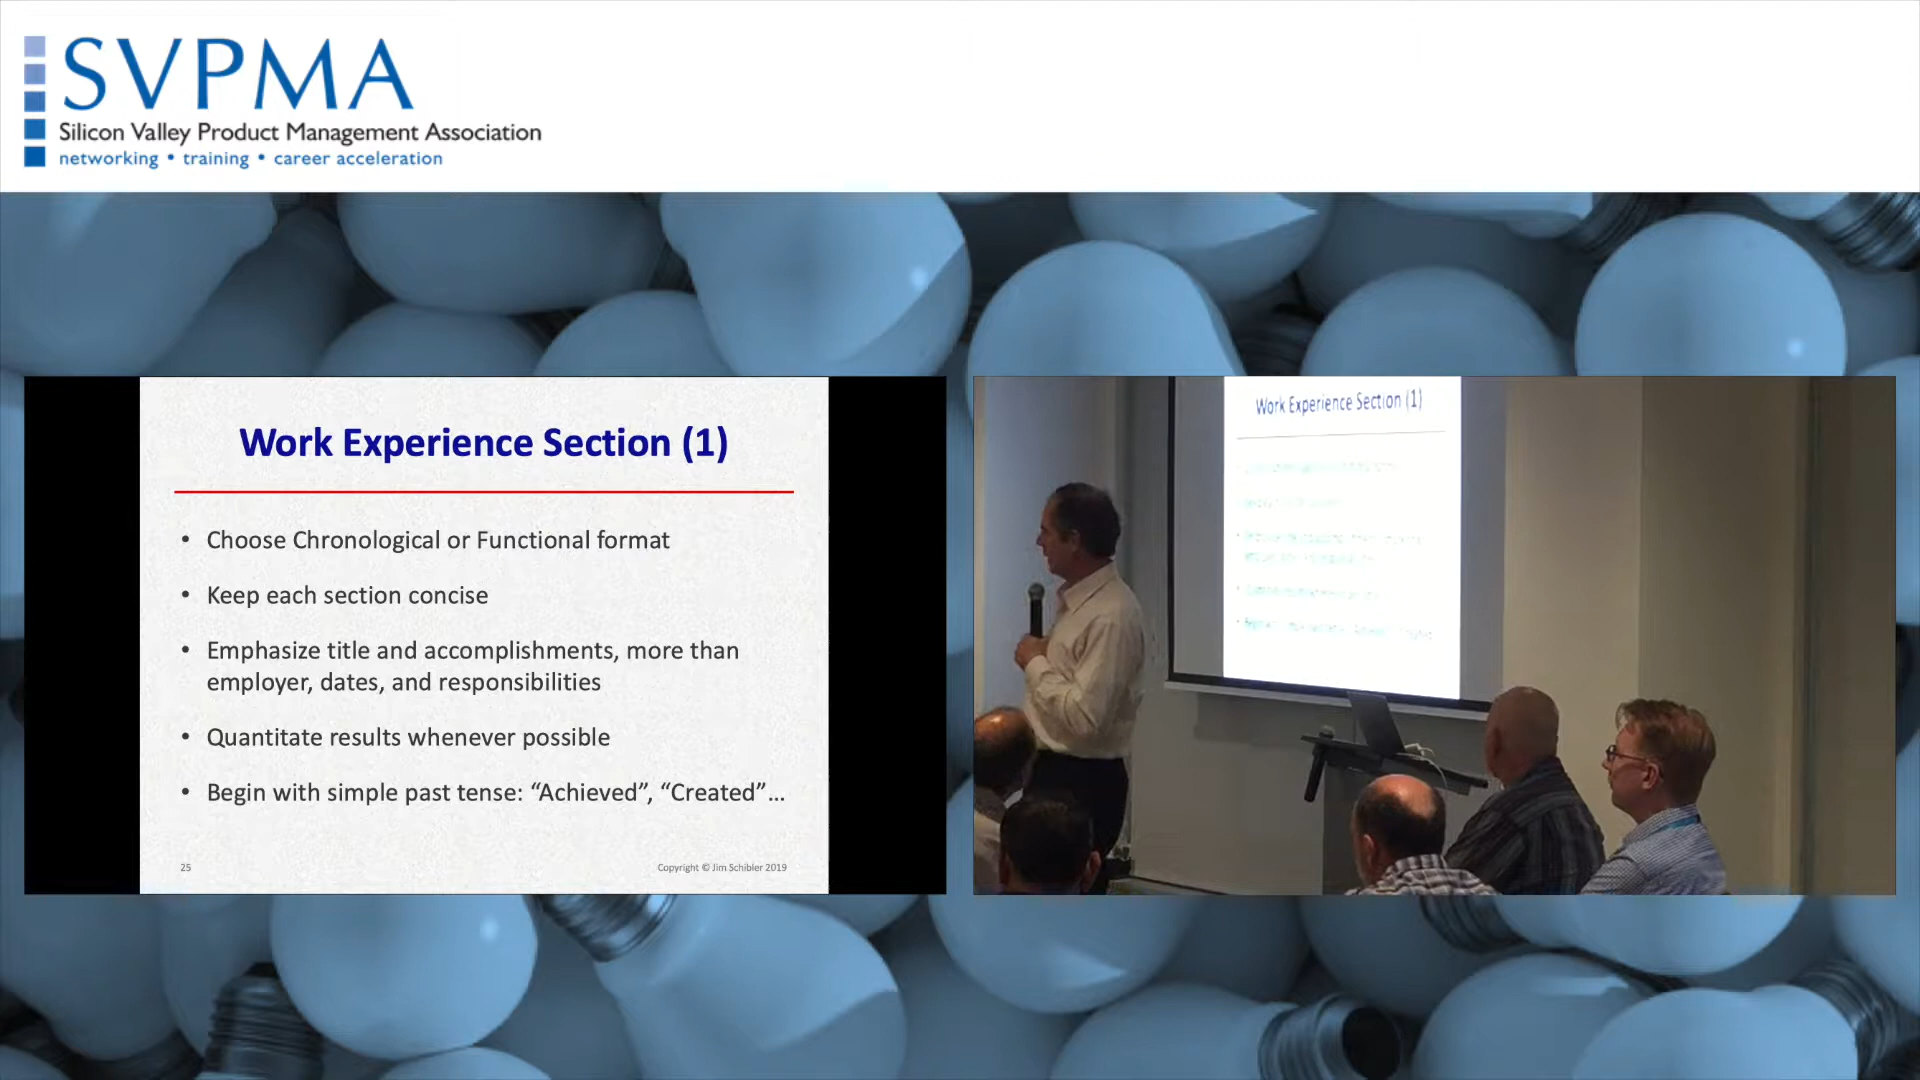 SVPMA
Silicon Valley Product Management Association
networking • training • career acceleration
Work Experience Section (1)
• Choose Chronological or Functional format
• Keep each section concise
• Emphasize title and accomplishments, more than
employer, dates, and responsibilities
• Quantitate results whenever possible
• Begin with simple past tense: “Achieved”, “Created”...
25
Copyright © Jim Schibler 2019
Work Experience Section (1)